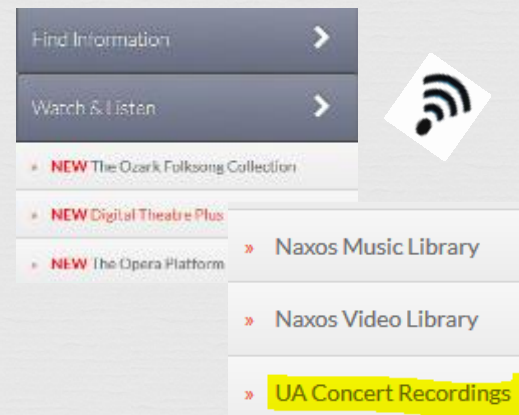 Find Information
Watch & Listen
» NEW The Ozark Folksong Collection
» NEW Digital Theatre Plus
» NEW The Opera Platform
» Naxos Music Library
» Naxos Video Library
» UA Concert Recordings